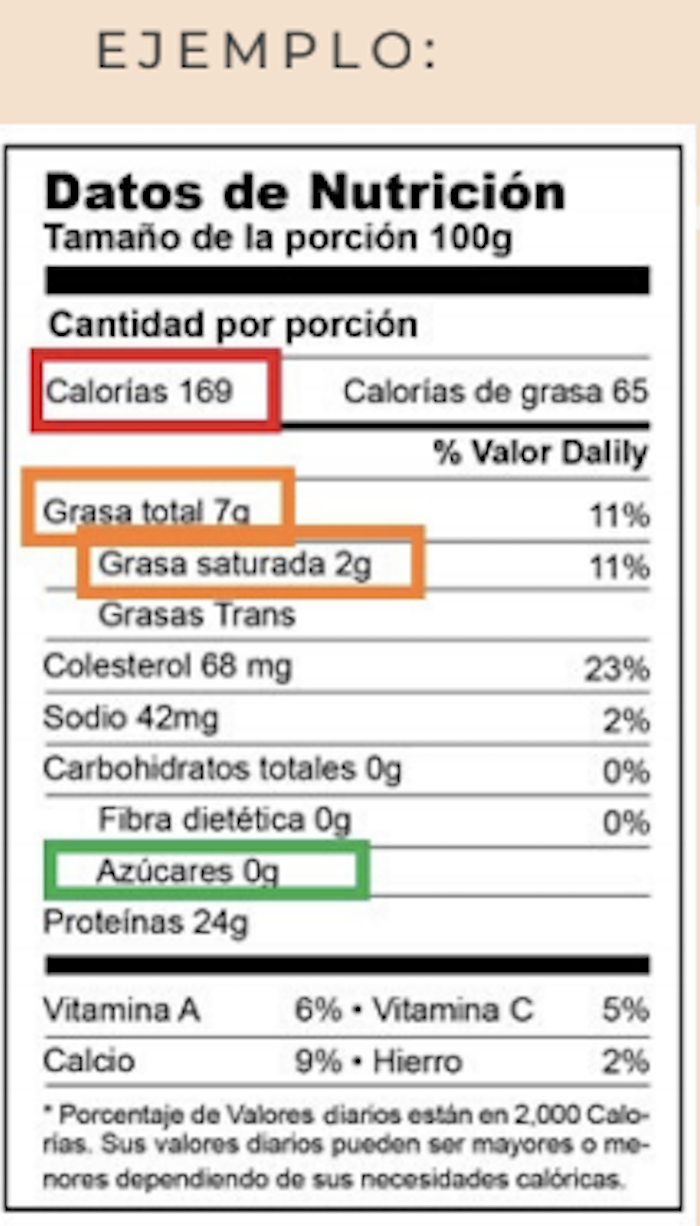 EJEMPLO:
Datos de Nutrición
Tamaño de la porción 100g
Cantidad por porción
Calorías 169 Calorías de grasa 65
% Valor Dalily
Grasa total 7g 11%
Grasa saturada 2g 11%
Grasas Trans
Colesterol 68 mg 23%
Sodio 42mg 2%
Carbohidratos totales 0g 0%
Fibra dietética 0g 0%
Azúcares 0g
Proteínas 24g
Vitamina A 6% • Vitamina C 5%
Calcio 9% • Hierro 2%
* Porcentaje de Valores diarios están en 2,000 Calo-
rías. Sus valores diarios pueden ser mayores o me-
nores dependiendo de sus necesidades calóricas.